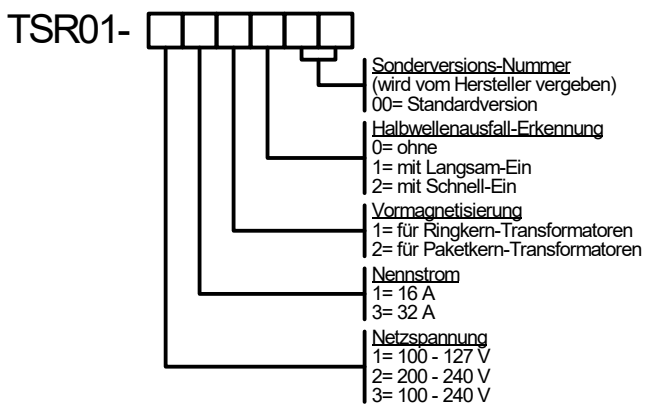 TSR01-
Sonderversions-Nummer
(wird vom Hersteller vergeben)
00= Standardversion
Halbwellenausfall-Erkennung
0= ohne
1= mit Langsam-Ein
2= mit Schnell-Ein
Vormagnetisierung
1= für Ringkern-Transformatoren
2= für Paketkern-Transformatoren
Nennstrom
1= 16 A
3= 32 A
Netzspannung
1= 100 - 127 V
2= 200 - 240 V
3= 100 - 240 V